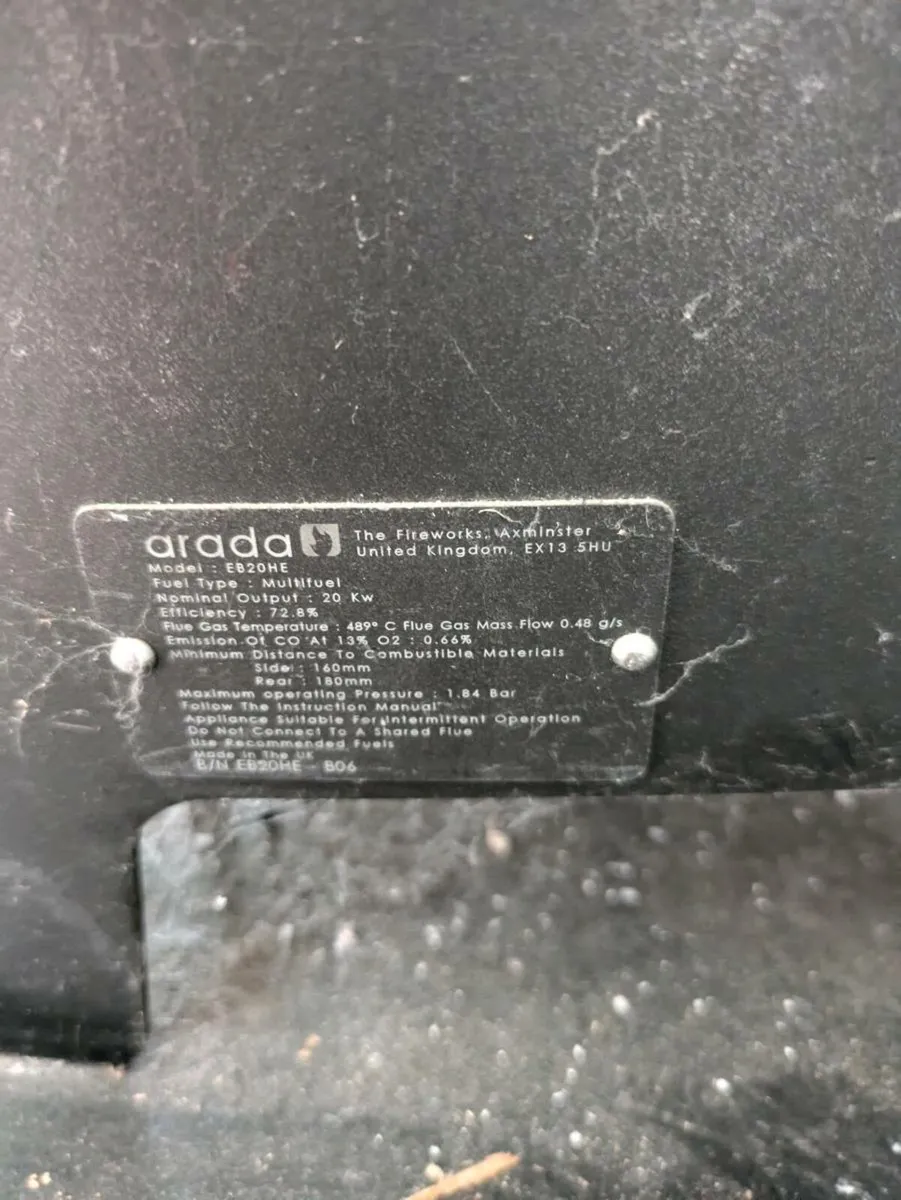 arada
The Fireworks, Axminster
United Kingdom, EX13 5HU
Model : EB20HE
Fuel Type : Multifuel
Nominal Output : 20 Kw
Efficiency : 72.8%
Flue Gas Temperature : 489° C Flue Gas Mass Flow 0.48 g/s
Emission Of CO At 13% O2 : 0.66%
Minimum Distance To Combustible Materials
Side : 160mm
Rear : 180mm
Maximum operating Pressure : 1.84 Bar
Follow The Instruction Manual
Appliance Suitable For Intermittent Operation
Do Not Connect To A Shared Flue
Use Recommended Fuels
Made In The UK
B/N EB20HE - B06